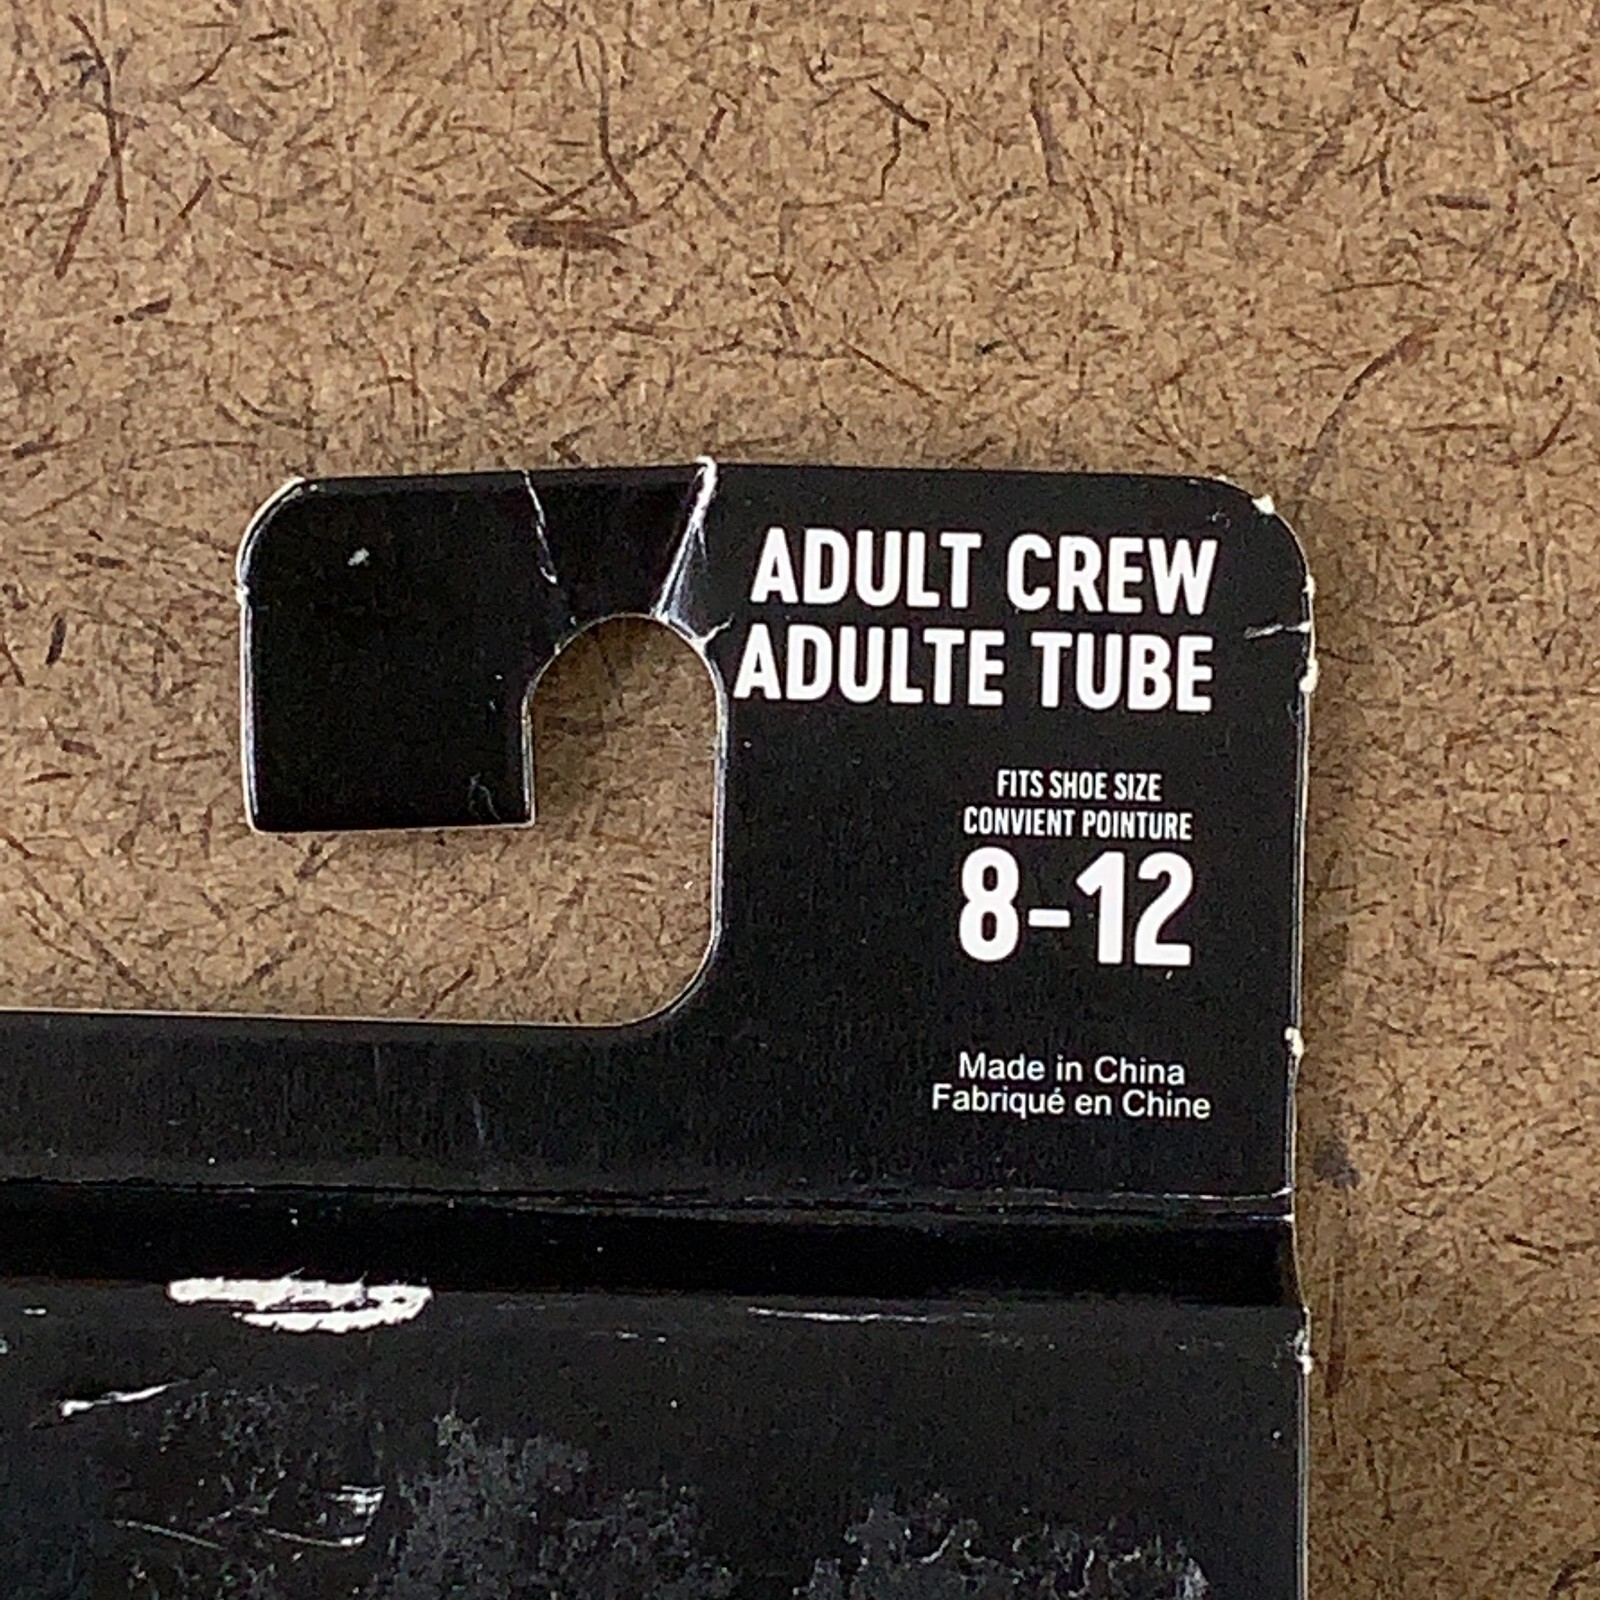 ADULT CREW
ADULTE TUBE
FITS SHOE SIZE
CONVIENT POINTURE
8-12
Made in China
Fabriqué en Chine